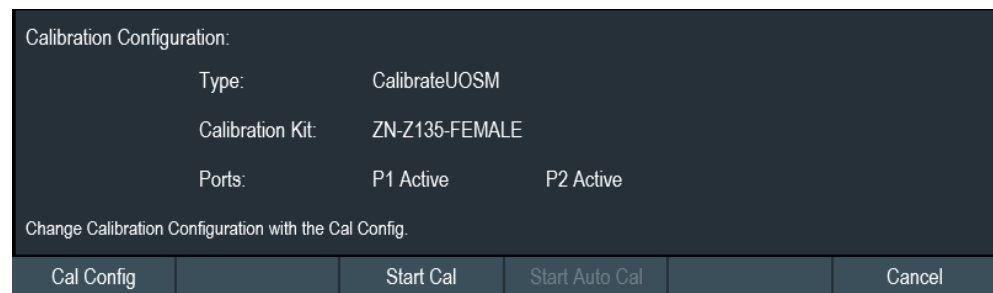 Calibration Configuration:
Type: CalibrateUOSM
Calibration Kit: ZN-Z135-FEMALE
Ports: P1 Active P2 Active
Change Calibration Configuration with the Cal Config.
Cal Config Start Cal Start Auto Cal Cancel